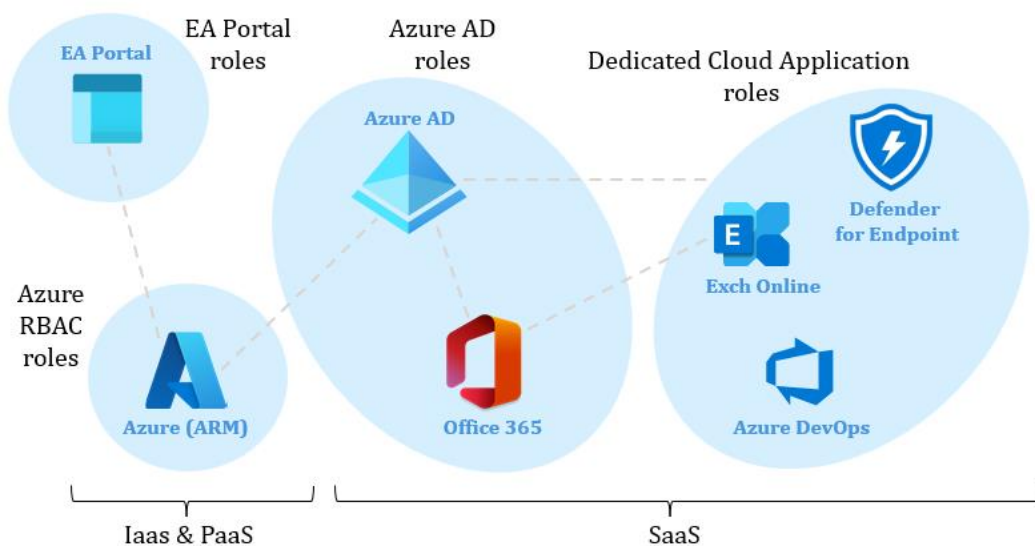 EA Portal
EA Portal
roles
Azure AD
roles
Dedicated Cloud Application
roles
Azure AD
Defender
for Endpoint
E
Exch Online
Azure
RBAC
roles
Azure (ARM)
Office 365
Azure DevOps
Iaas & PaaS
SaaS